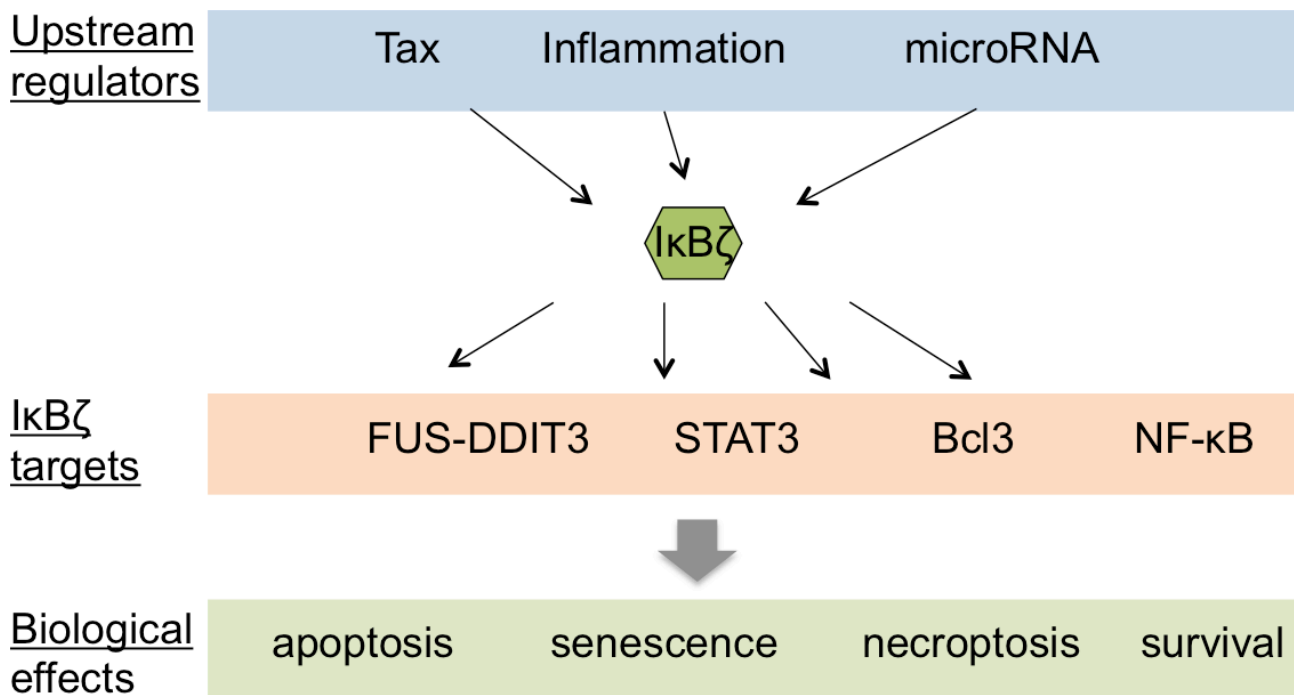 Upstream
regulators
Tax Inflammation microRNA
IκBζ
IκBζ
targets
FUS-DDIT3 STAT3 Bcl3 NF-κB
Biological
effects
apoptosis senescence necroptosis survival